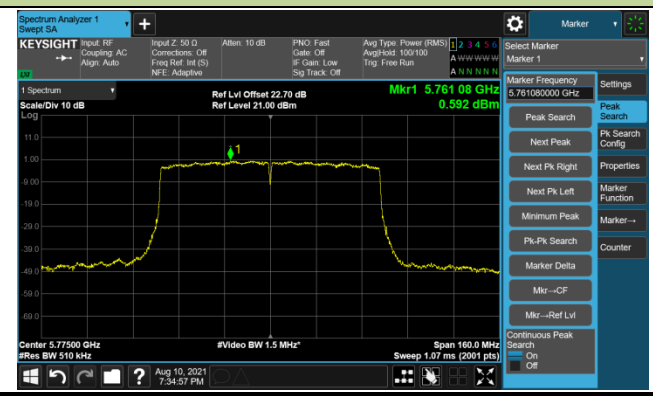 Spectrum Analyzer 1
Swept SA
+
Marker
KEYSIGHT
Input: RF
Coupling: AC
Align: Auto
Input Z: 50 Ω
Corrections: Off
Freq Ref: Int (S)
NFE: Adaptive
Atten: 10 dB
PNO: Fast
Gate: Off
IF Gain: Low
Sig Track: Off
Avg Type: Power (RMS)
Avg|Hold: 100/100
Trig: Free Run
1 2 3 4 5 6
A W W W W W
A N N N N N
Select Marker
Marker 1
LXI
1 Spectrum
Scale/Div 10 dB
Log
Ref Lvl Offset 22.70 dB
Ref Level 21.00 dBm
Mkr1 5.761 08 GHz
0.592 dBm
11.0
1.00
-9.00
-19.0
-29.0
-39.0
-49.0
-59.0
-69.0
1
Center 5.77500 GHz
#Res BW 510 kHz
#Video BW 1.5 MHz*
Span 160.0 MHz
Sweep 1.07 ms (2001 pts)
Marker Frequency
5.761080000 GHz
Peak Search
Next Peak
Next Pk Right
Next Pk Left
Minimum Peak
Pk-Pk Search
Marker Delta
Mkr→CF
Mkr→Ref Lvl
Continuous Peak
Search
On
Off
Settings
Peak
Search
Pk Search
Config
Properties
Marker
Function
Marker→
Counter
?
Aug 10, 2021
7:34:57 PM